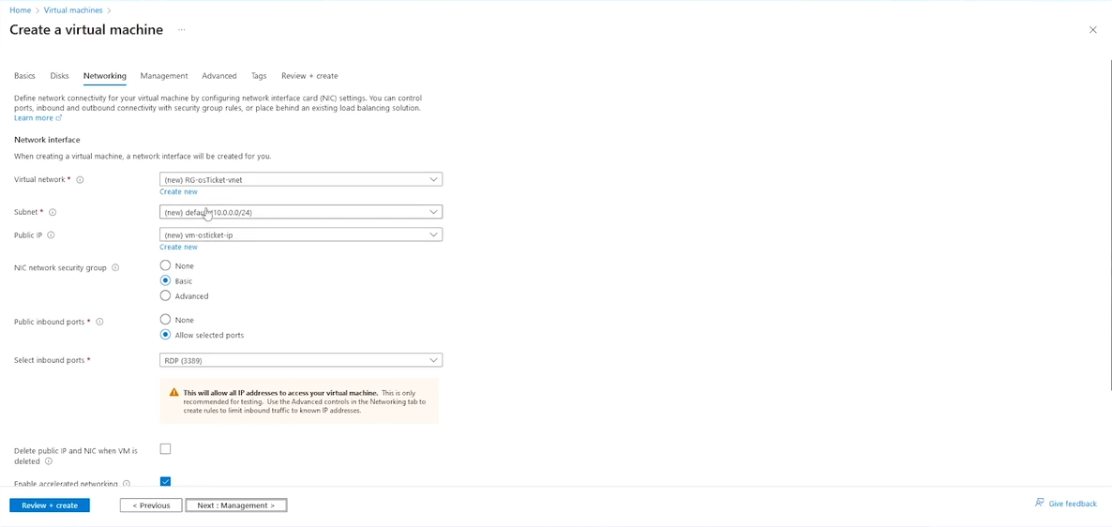 Home > Virtual machines >
Create a virtual machine ...
Basics Disks Networking Management Advanced Tags Review + create
Define network connectivity for your virtual machine by configuring network interface card (NIC) settings. You can control
ports, inbound and outbound connectivity with security group rules, or place behind an existing load balancing solution.
Learn more
Network interface
When creating a virtual machine, a network interface will be created for you.
Virtual network *
(new) RG-osTicket-vnet
Create new
Subnet *
(new) default (10.0.0.0/24)
Public IP
(new) vm-osticket-ip
Create new
NIC network security group
None
Basic
Advanced
Public inbound ports *
None
Allow selected ports
Select inbound ports *
RDP (3389)
This will allow all IP addresses to access your virtual machine. This is only
recommended for testing. Use the Advanced controls in the Networking tab to
create rules to limit inbound traffic to known IP addresses.
Delete public IP and NIC when VM is
deleted
Enable accelerated networking
Review + create
< Previous
Next : Management >
Give feedback